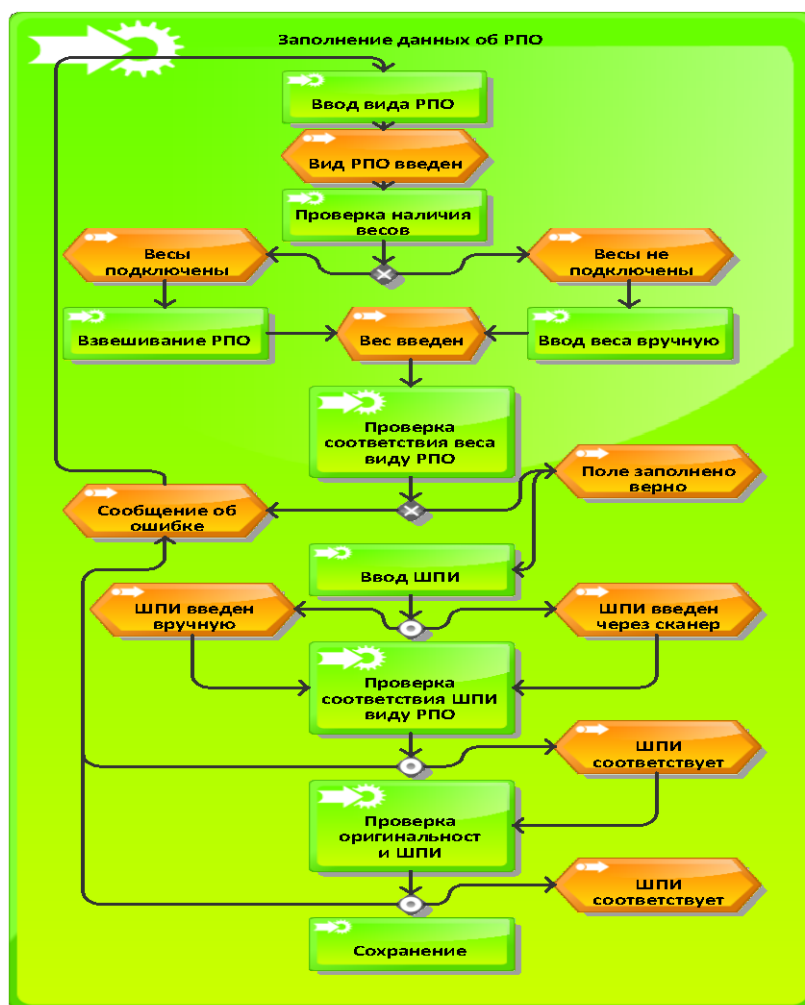 Заполнение данных об РПО
Ввод вида РПО
Вид РПО введен
Проверка наличия
весов
Весы
подключены
Весы не
подключены
Взвешивание РПО
Вес введен
Ввод веса вручную
Проверка
соответствия веса
виду РПО
Поле заполнено
верно
Сообщение об
ошибке
Ввод ШПИ
ШПИ введен
вручную
ШПИ введен
через сканер
Проверка
соответствия ШПИ
виду РПО
ШПИ
соответствует
Проверка
оригинальност
и ШПИ
ШПИ
соответствует
Сохранение